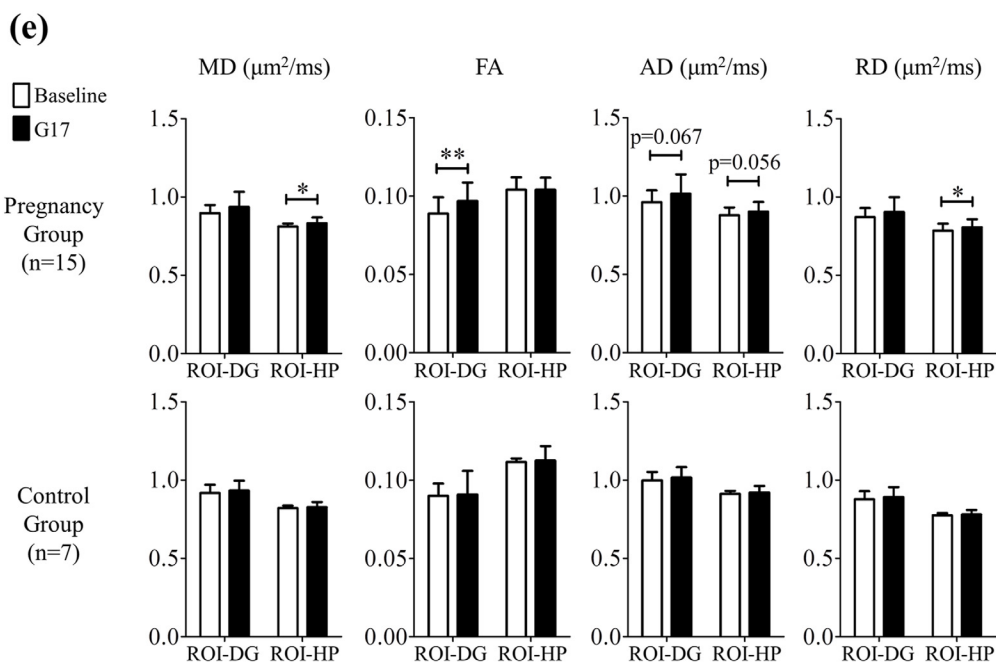 (e)
MD (μm²/ms)
FA
AD (μm²/ms)
RD (μm²/ms)
Baseline
G17
Pregnancy
Group
(n=15)
1.5
1.0
0.5
0.0
*
ROI-DG ROI-HP
0.15
0.10
0.05
0.00
**
ROI-DG ROI-HP
1.5
1.0
0.5
0.0
p=0.067
p=0.056
ROI-DG ROI-HP
1.5
1.0
0.5
0.0
*
ROI-DG ROI-HP
Control
Group
(n=7)
1.5
1.0
0.5
0.0
ROI-DG ROI-HP
0.15
0.10
0.05
0.00
ROI-DG ROI-HP
1.5
1.0
0.5
0.0
ROI-DG ROI-HP
1.5
1.0
0.5
0.0
ROI-DG ROI-HP